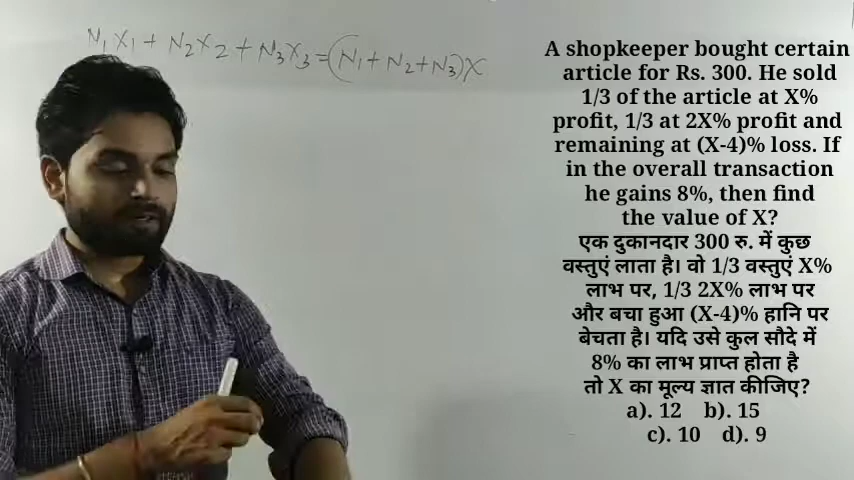 N₁X₁ + N₂X₂ + N₃X₃ = (N₁ + N₂ + N₃)X
A shopkeeper bought certain
article for Rs. 300. He sold
1/3 of the article at X%
profit, 1/3 at 2X% profit and
remaining at (X-4)% loss. If
in the overall transaction
he gains 8%, then find
the value of X?
एक दुकानदार 300 रु. में कुछ
वस्तुएं लाता है। वो 1/3 वस्तुएं X%
लाभ पर, 1/3 2X% लाभ पर
और बचा हुआ (X-4)% हानि पर
बेचता है। यदि उसे कुल सौदे में
8% का लाभ प्राप्त होता है
तो X का मूल्य ज्ञात कीजिए?
a). 12 b). 15
c). 10 d). 9